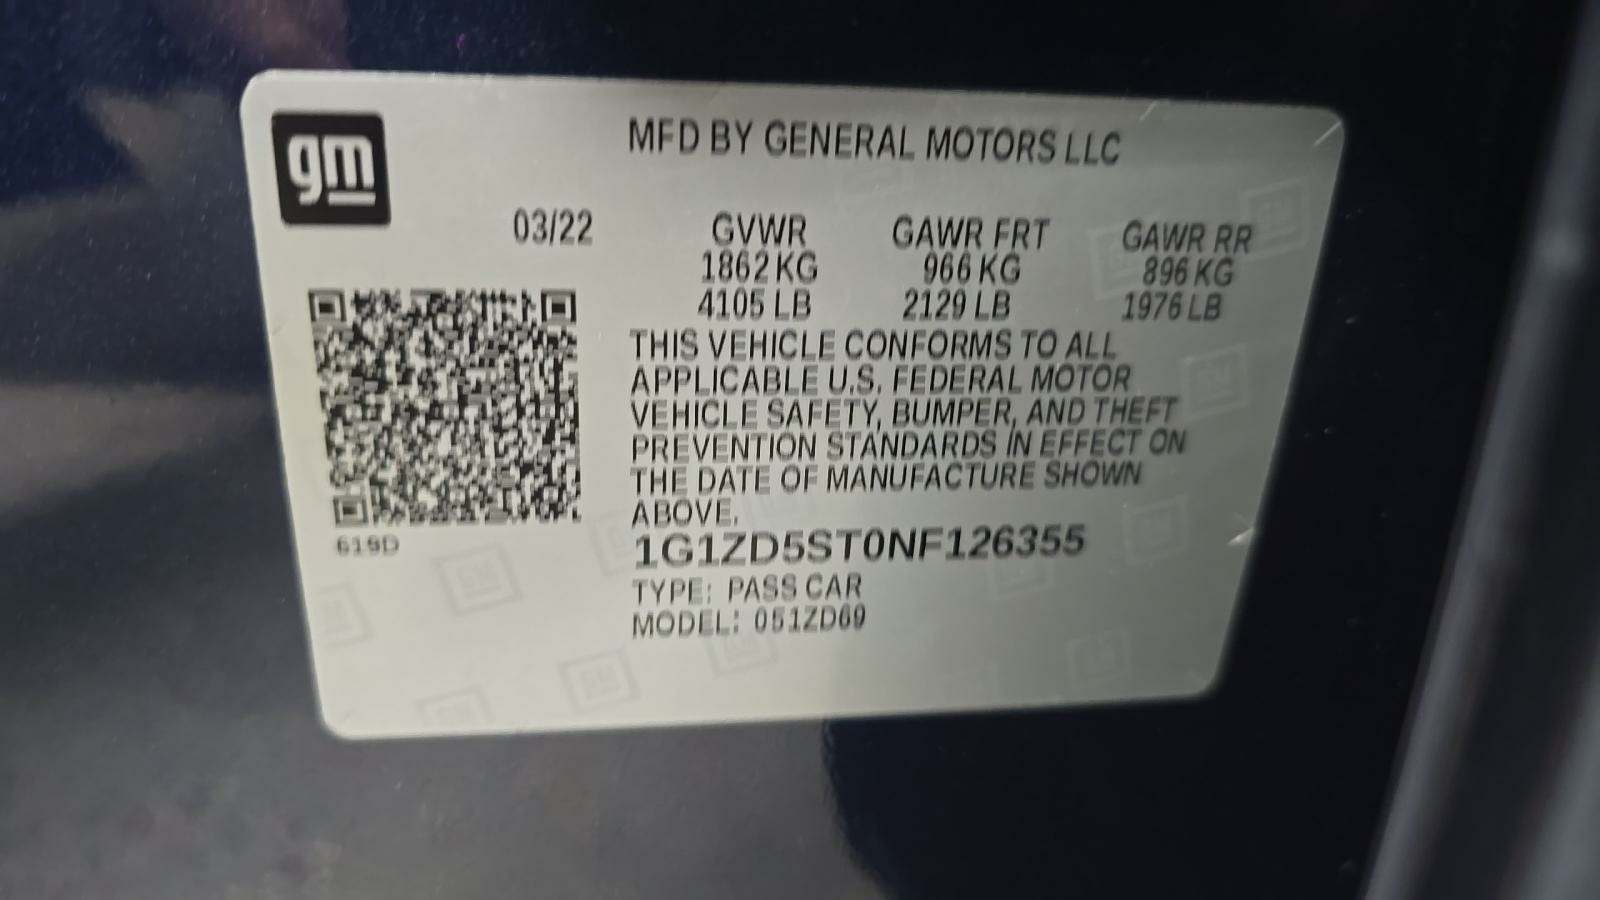 gm
MFD BY GENERAL MOTORS LLC
03/22 GVWR GAWR FRT GAWR RR
1862 KG 966 KG 896 KG
4105 LB 2129 LB 1976 LB
THIS VEHICLE CONFORMS TO ALL
APPLICABLE U.S. FEDERAL MOTOR
VEHICLE SAFETY, BUMPER, AND THEFT
PREVENTION STANDARDS IN EFFECT ON
THE DATE OF MANUFACTURE SHOWN
ABOVE.
619D
1G1ZD5ST0NF126355
TYPE: PASS CAR
MODEL: 051ZD69